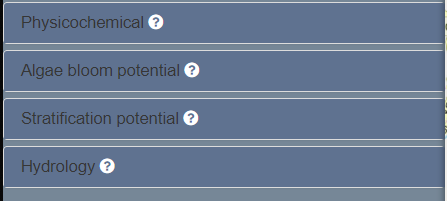 Physicochemical ?
Algae bloom potential ?
Stratification potential ?
Hydrology ?